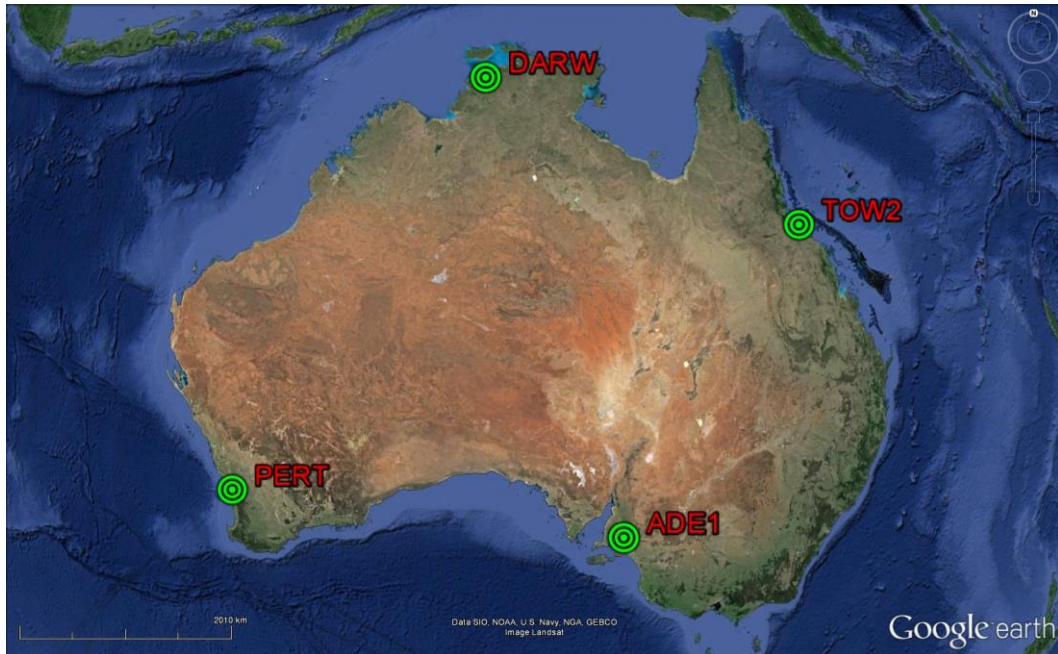 N
DARW
TOW2
PERT
ADE1
2010 km
Data SIO, NOAA, U.S. Navy, NGA, GEBCO
Image Landsat
Google earth